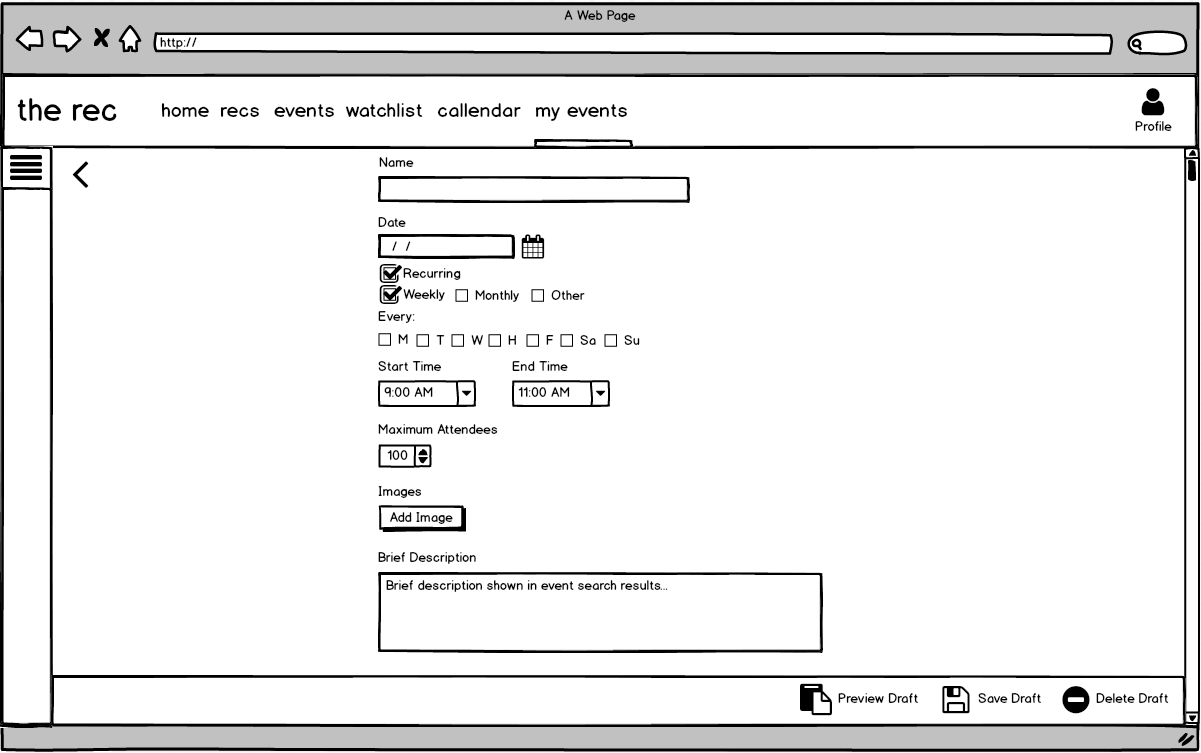 A Web Page
http://
the rec home recs events watchlist callendar my events
Profile
Name
Date
/ /
Recurring
Weekly Monthly Other
Every:
M T W H F Sa Su
Start Time End Time
9:00 AM 11:00 AM
Maximum Attendees
100
Images
Add Image
Brief Description
Brief description shown in event search results...
Preview Draft Save Draft Delete Draft